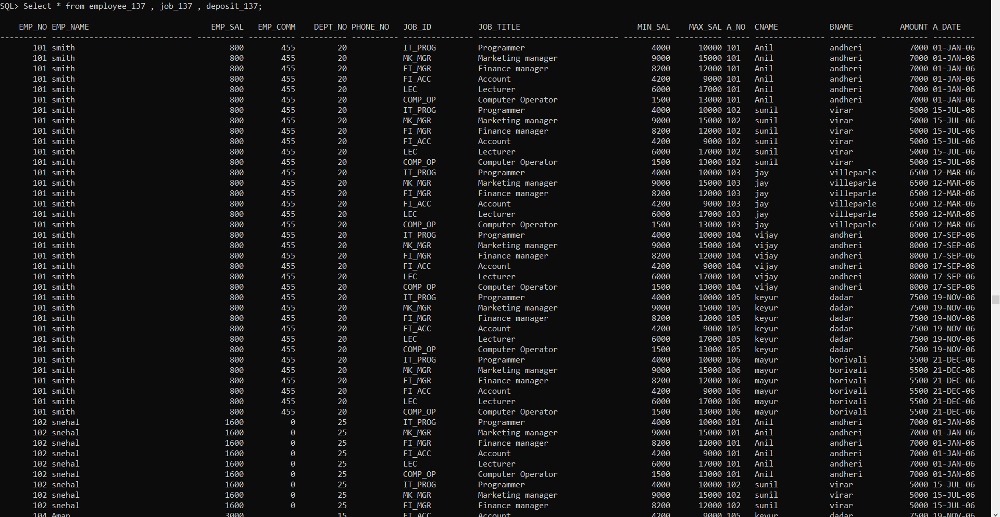 SQL> Select * from employee_137 , job_137 , deposit_137;
EMP_NO EMP_NAME EMP_SAL EMP_COMM DEPT_NO PHONE_NO JOB_ID JOB_TITLE MIN_SAL MAX_SAL A_NO CNAME BNAME AMOUNT A_DATE
---------- ------------------------------ ---------- ---------- ---------- ---------- --------------- ------------------------------ ---------- ---------- ----- --------------- ---------- ---------- ---------
101 smith 800 455 20 IT_PROG Programmer 4000 10000 101 Anil andheri 7000 01-JAN-06
101 smith 800 455 20 MK_MGR Marketing manager 9000 15000 101 Anil andheri 7000 01-JAN-06
101 smith 800 455 20 FI_MGR Finance manager 8200 12000 101 Anil andheri 7000 01-JAN-06
101 smith 800 455 20 FI_ACC Account 4200 9000 101 Anil andheri 7000 01-JAN-06
101 smith 800 455 20 LEC Lecturer 6000 17000 101 Anil andheri 7000 01-JAN-06
101 smith 800 455 20 COMP_OP Computer Operator 1500 13000 101 Anil andheri 7000 01-JAN-06
101 smith 800 455 20 IT_PROG Programmer 4000 10000 102 sunil virar 5000 15-JUL-06
101 smith 800 455 20 MK_MGR Marketing manager 9000 15000 102 sunil virar 5000 15-JUL-06
101 smith 800 455 20 FI_MGR Finance manager 8200 12000 102 sunil virar 5000 15-JUL-06
101 smith 800 455 20 FI_ACC Account 4200 9000 102 sunil virar 5000 15-JUL-06
101 smith 800 455 20 LEC Lecturer 6000 17000 102 sunil virar 5000 15-JUL-06
101 smith 800 455 20 COMP_OP Computer Operator 1500 13000 102 sunil virar 5000 15-JUL-06
101 smith 800 455 20 IT_PROG Programmer 4000 10000 103 jay villeparle 6500 12-MAR-06
101 smith 800 455 20 MK_MGR Marketing manager 9000 15000 103 jay villeparle 6500 12-MAR-06
101 smith 800 455 20 FI_MGR Finance manager 8200 12000 103 jay villeparle 6500 12-MAR-06
101 smith 800 455 20 FI_ACC Account 4200 9000 103 jay villeparle 6500 12-MAR-06
101 smith 800 455 20 LEC Lecturer 6000 17000 103 jay villeparle 6500 12-MAR-06
101 smith 800 455 20 COMP_OP Computer Operator 1500 13000 103 jay villeparle 6500 12-MAR-06
101 smith 800 455 20 IT_PROG Programmer 4000 10000 104 vijay andheri 8000 17-SEP-06
101 smith 800 455 20 MK_MGR Marketing manager 9000 15000 104 vijay andheri 8000 17-SEP-06
101 smith 800 455 20 FI_MGR Finance manager 8200 12000 104 vijay andheri 8000 17-SEP-06
101 smith 800 455 20 FI_ACC Account 4200 9000 104 vijay andheri 8000 17-SEP-06
101 smith 800 455 20 LEC Lecturer 6000 17000 104 vijay andheri 8000 17-SEP-06
101 smith 800 455 20 COMP_OP Computer Operator 1500 13000 104 vijay andheri 8000 17-SEP-06
101 smith 800 455 20 IT_PROG Programmer 4000 10000 105 keyur dadar 7500 19-NOV-06
101 smith 800 455 20 MK_MGR Marketing manager 9000 15000 105 keyur dadar 7500 19-NOV-06
101 smith 800 455 20 FI_MGR Finance manager 8200 12000 105 keyur dadar 7500 19-NOV-06
101 smith 800 455 20 FI_ACC Account 4200 9000 105 keyur dadar 7500 19-NOV-06
101 smith 800 455 20 LEC Lecturer 6000 17000 105 keyur dadar 7500 19-NOV-06
101 smith 800 455 20 COMP_OP Computer Operator 1500 13000 105 keyur dadar 7500 19-NOV-06
101 smith 800 455 20 IT_PROG Programmer 4000 10000 106 mayur borivali 5500 21-DEC-06
101 smith 800 455 20 MK_MGR Marketing manager 9000 15000 106 mayur borivali 5500 21-DEC-06
101 smith 800 455 20 FI_MGR Finance manager 8200 12000 106 mayur borivali 5500 21-DEC-06
101 smith 800 455 20 FI_ACC Account 4200 9000 106 mayur borivali 5500 21-DEC-06
101 smith 800 455 20 LEC Lecturer 6000 17000 106 mayur borivali 5500 21-DEC-06
101 smith 800 455 20 COMP_OP Computer Operator 1500 13000 106 mayur borivali 5500 21-DEC-06
102 snehal 1600 0 25 IT_PROG Programmer 4000 10000 101 Anil andheri 7000 01-JAN-06
102 snehal 1600 0 25 MK_MGR Marketing manager 9000 15000 101 Anil andheri 7000 01-JAN-06
102 snehal 1600 0 25 FI_MGR Finance manager 8200 12000 101 Anil andheri 7000 01-JAN-06
102 snehal 1600 0 25 FI_ACC Account 4200 9000 101 Anil andheri 7000 01-JAN-06
102 snehal 1600 0 25 LEC Lecturer 6000 17000 101 Anil andheri 7000 01-JAN-06
102 snehal 1600 0 25 COMP_OP Computer Operator 1500 13000 101 Anil andheri 7000 01-JAN-06
102 snehal 1600 0 25 IT_PROG Programmer 4000 10000 102 sunil virar 5000 15-JUL-06
102 snehal 1600 0 25 MK_MGR Marketing manager 9000 15000 102 sunil virar 5000 15-JUL-06
102 snehal 1600 0 25 FI_MGR Finance manager 8200 12000 102 sunil virar 5000 15-JUL-06
104 Aman 3000 15 FI_ACC Account 4200 9000 105 keyur dadar 7500 19-NOV-06